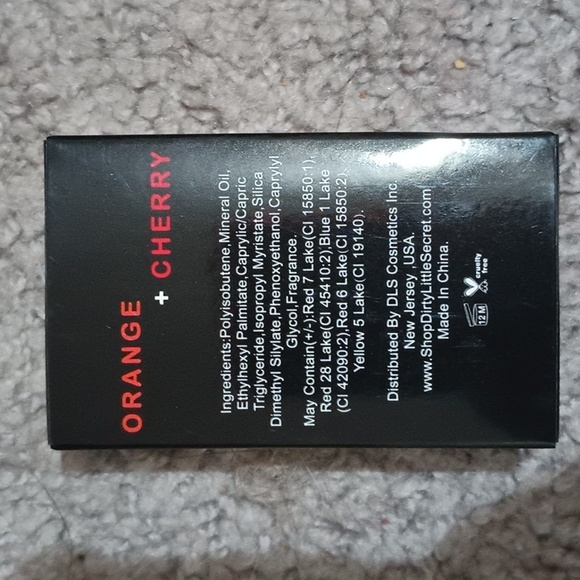 ORANGE
+ CHERRY
Ingredients:Polyisobutene,Mineral Oil,
Ethylhexyl Palmitate,Caprylic/Capric
Triglyceride,Isopropyl Myristate,Silica
Dimethyl Silylate,Phenoxyethanol,Caprylyl
Glycol,Fragrance.
May Contain(+/-):Red 7 Lake(CI 15850:1),
Red 28 Lake(CI 45410:2),Blue 1 Lake
(CI 42090:2),Red 6 Lake(CI 15850:2),
Yellow 5 Lake(CI 19140).
Distributed By DLS Cosmetics Inc.
New Jersey , USA.
www.ShopDirtyLittleSecret.com
Made In China.
12 M
cruelty
free